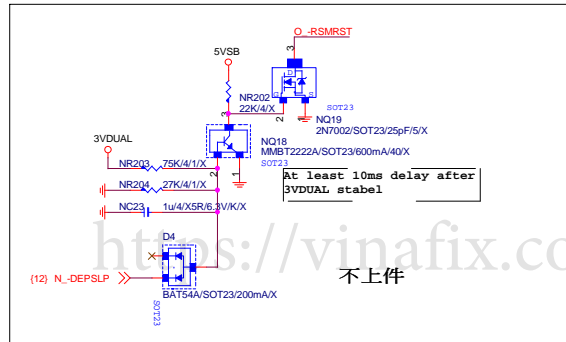 O_-RSMRST
3
5VSB
D
G
S
SOT23
NR202
22K/4/X
2
1
NQ19
2N7002/SOT23/25pF/5/X
3
NQ18
MMBT2222A/SOT23/600mA/40/X
SOT23
3VDUAL
NR203
75K/4/1/X
2
1
At least 10ms delay after
3VDUAL stabel
NR204
27K/4/1/X
NC23
1u/4/X5R/6.3V/K/X
D4
https://vinafix.co
不上件
{12} N_-DEPSLP
BAT54A/SOT23/200mA/X
SOT23